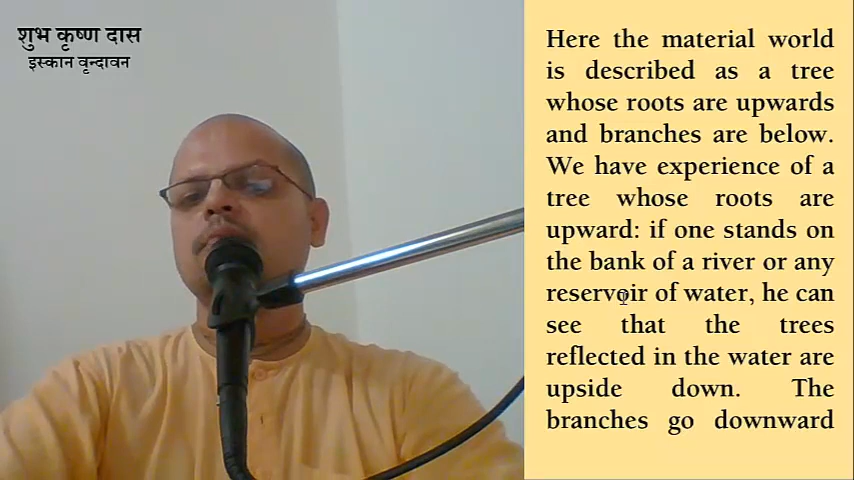 शुभ कृष्ण दास
इस्कान वृन्दावन
Here the material world
is described as a tree
whose roots are upwards
and branches are below.
We have experience of a
tree whose roots are
upward: if one stands on
the bank of a river or any
reservoir of water, he can
see that the trees
reflected in the water are
upside down. The
branches go downward